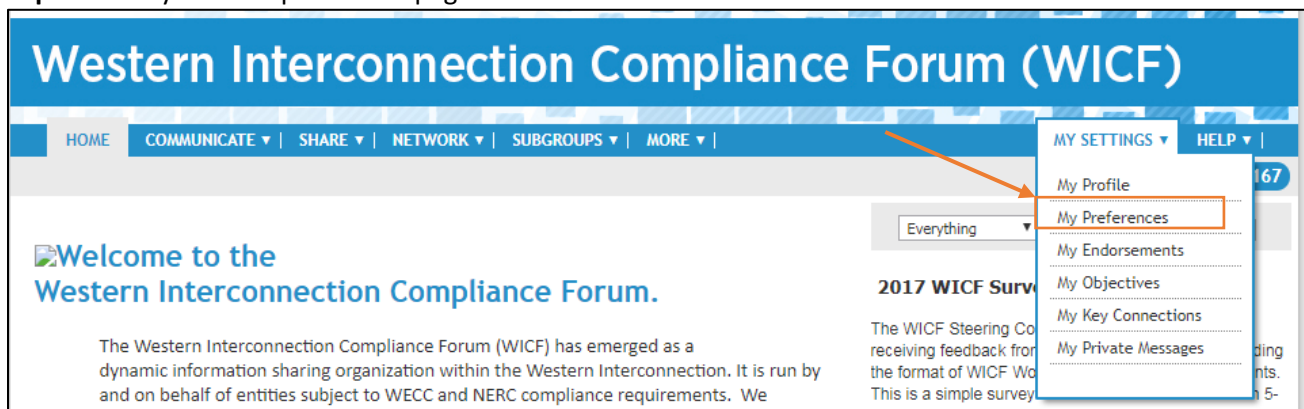 Western Interconnection Compliance Forum (WICF)
HOME COMMUNICATE ▼ | SHARE ▼ | NETWORK ▼ | SUBGROUPS ▼ | MORE ▼ | MY SETTINGS ▼ HELP ▼ |
167
My Profile
My Preferences
My Endorsements
My Objectives
My Key Connections
My Private Messages
Everything ▼
Welcome to the
Western Interconnection Compliance Forum.
The Western Interconnection Compliance Forum (WICF) has emerged as a
dynamic information sharing organization within the Western Interconnection. It is run by
and on behalf of entities subject to WECC and NERC compliance requirements. We
2017 WICF Surve
The WICF Steering Co
receiving feedback from
the format of WICF Wo
This is a simple survey